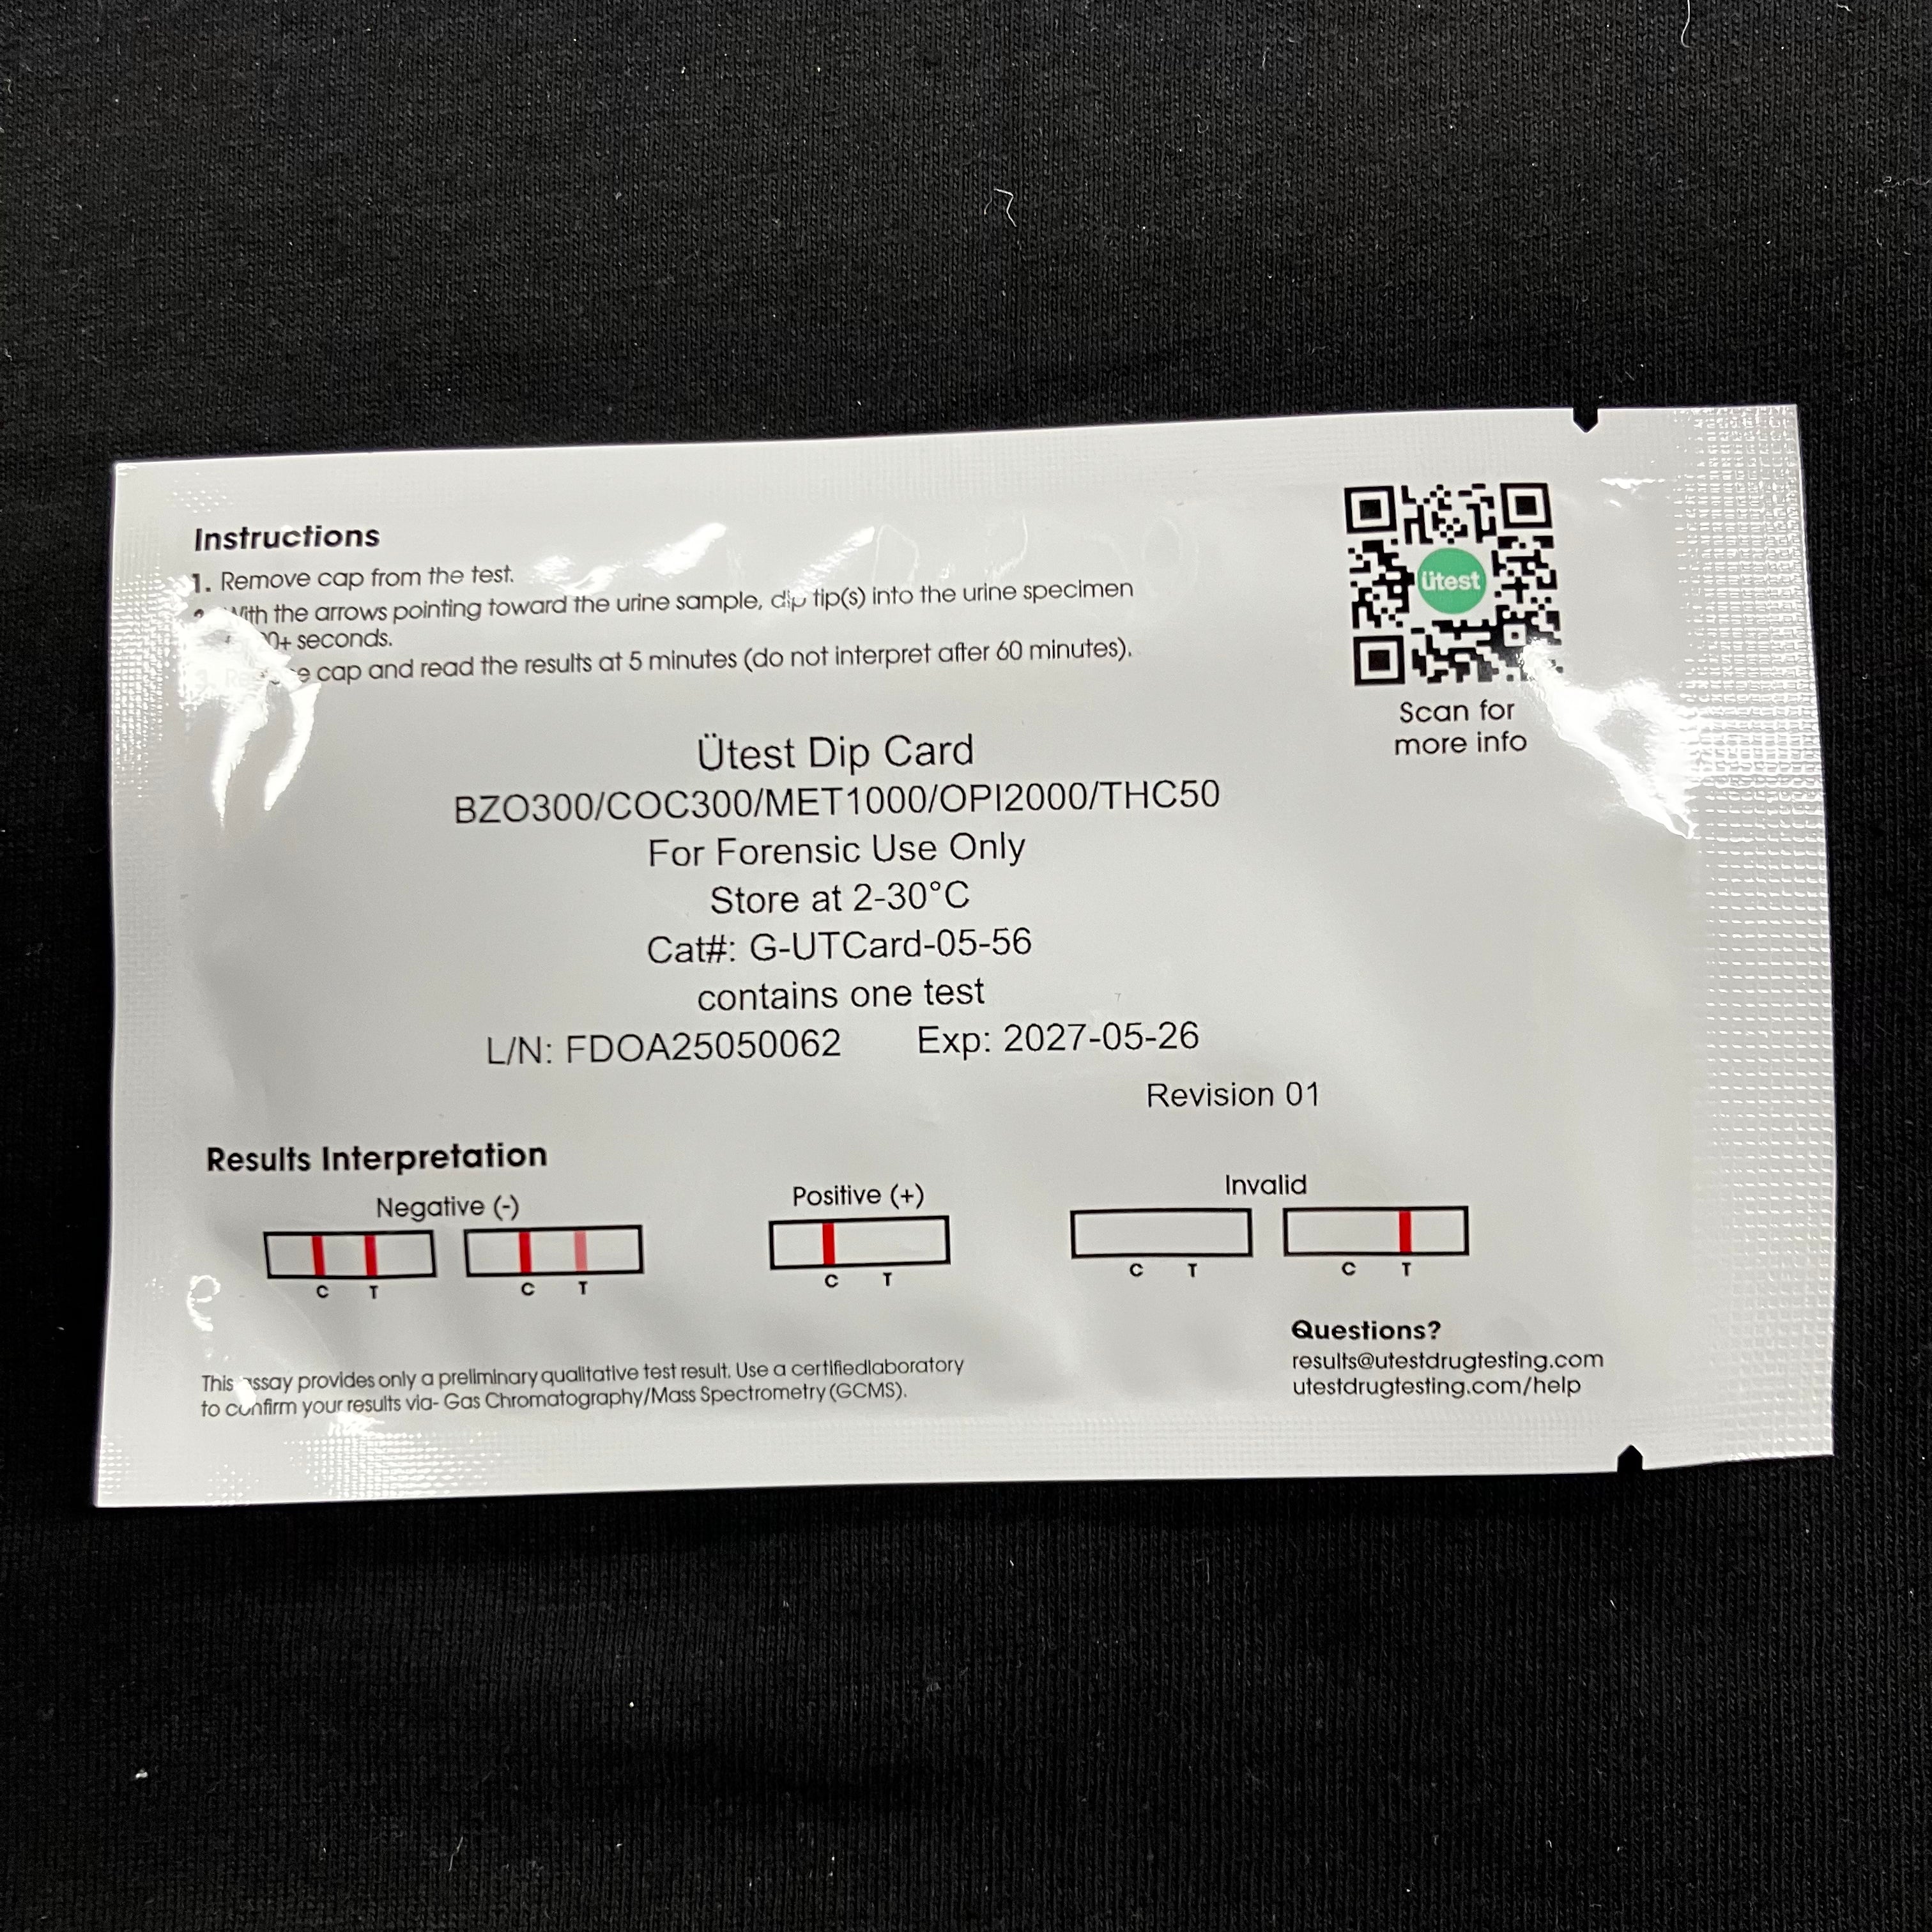 Instructions
1. Remove cap from the test.
With the arrows pointing toward the urine sample, dip tip(s) into the urine specimen
0+ seconds.
cap and read the results at 5 minutes (do not interpret after 60 minutes).
ütest
Scan for
more info
Ütest Dip Card
BZO300/COC300/MET1000/OPI2000/THC50
For Forensic Use Only
Store at 2-30°C
Cat#: G-UTCard-05-56
contains one test
L/N: FDOA25050062 Exp: 2027-05-26
Revision 01
Results Interpretation
Negative (-) Positive (+) Invalid
C T C T C T C T C T
This assay provides only a preliminary qualitative test result. Use a certifiedlaboratory
to confirm your results via- Gas Chromatography/Mass Spectrometry (GCMS).
Questions?
results@utestdrugtesting.com
utestdrugtesting.com/help